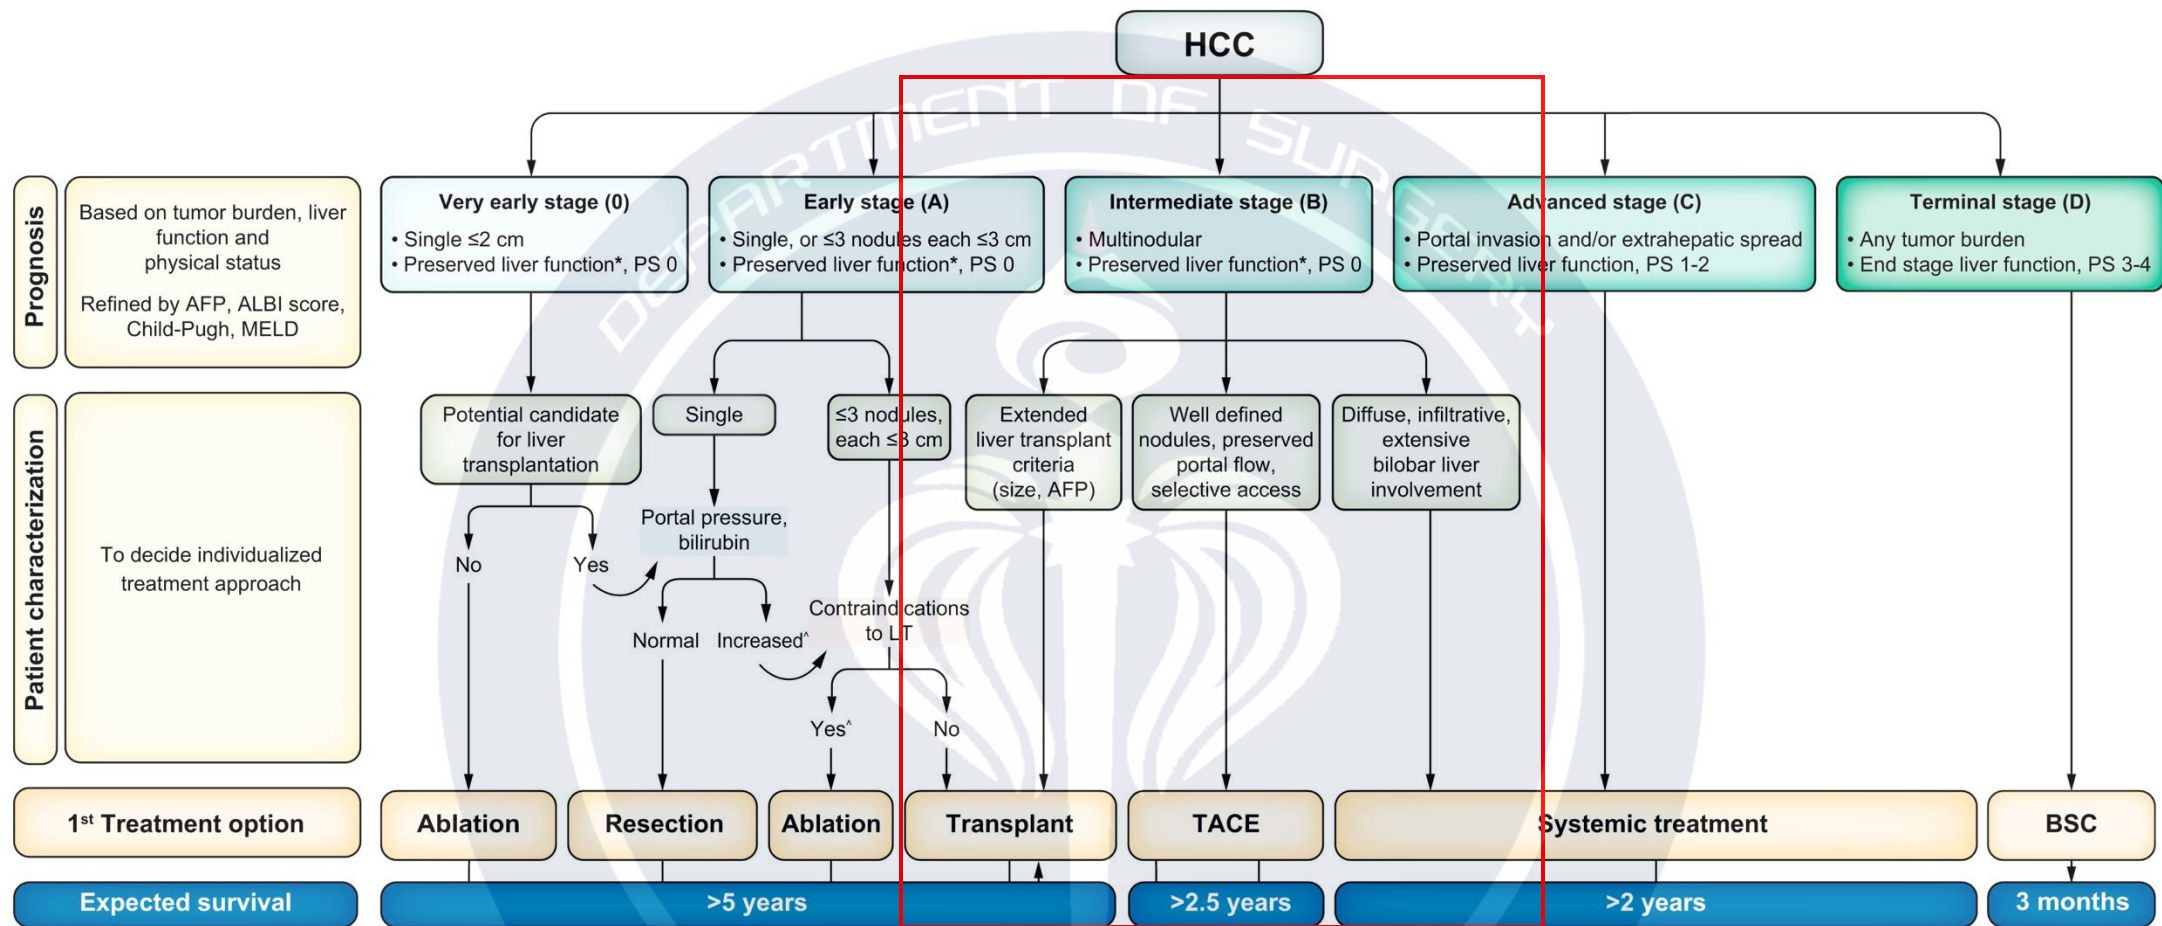 HCC
DEPARTMENT OF SURGERY
Prognosis
Based on tumor burden, liver
function and
physical status
Refined by AFP, ALBI score,
Child-Pugh, MELD
Very early stage (0)
• Single ≤2 cm
• Preserved liver function*, PS 0
Early stage (A)
• Single, or ≤3 nodules each ≤3 cm
• Preserved liver function*, PS 0
Intermediate stage (B)
• Multinodular
• Preserved liver function*, PS 0
Advanced stage (C)
• Portal invasion and/or extrahepatic spread
• Preserved liver function, PS 1-2
Terminal stage (D)
• Any tumor burden
• End stage liver function, PS 3-4
Patient characterization
To decide individualized
treatment approach
Potential candidate
for liver
transplantation
No
Yes
Single
Portal pressure,
bilirubin
Normal
Increased^
≤3 nodules,
each ≤3 cm
Contraindications
to LT
Yes^
No
Extended
liver transplant
criteria
(size, AFP)
Well defined
nodules, preserved
portal flow,
selective access
Diffuse, infiltrative,
extensive
bilobar liver
involvement
1st Treatment option
Ablation
Resection
Ablation
Transplant
TACE
Systemic treatment
BSC
Expected survival
>5 years
>2.5 years
>2 years
3 months